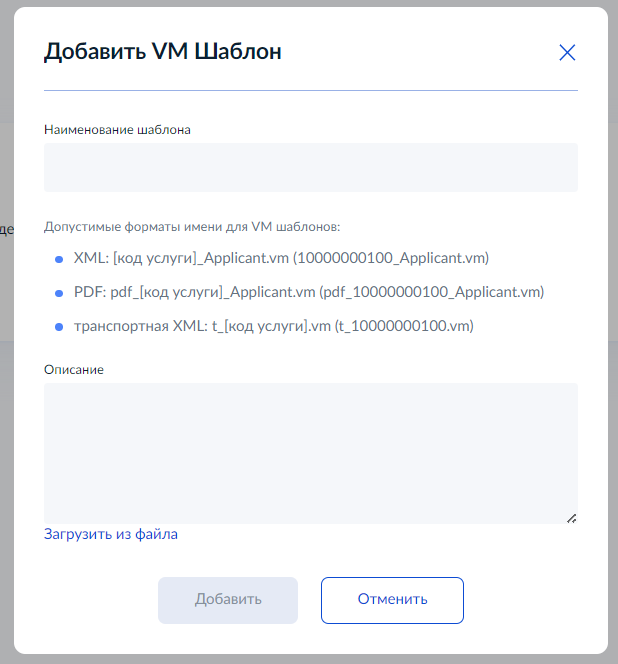 Добавить VM Шаблон
Наименование шаблона
де
Допустимые форматы имени для VM шаблонов:
XML: [код услуги]_Applicant.vm (10000000100_Applicant.vm)
PDF: pdf_[код услуги]_Applicant.vm (pdf_10000000100_Applicant.vm)
транспортная XML: t_[код услуги].vm (t_10000000100.vm)
Описание
Загрузить из файла
Добавить
Отменить